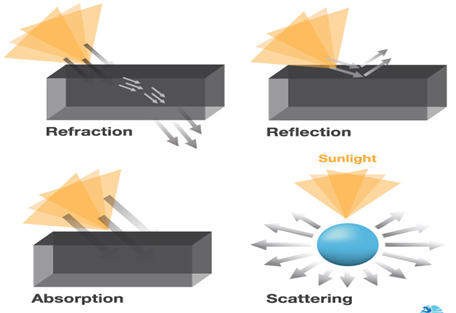 Refraction
Reflection
Sunlight
Absorption
Scattering